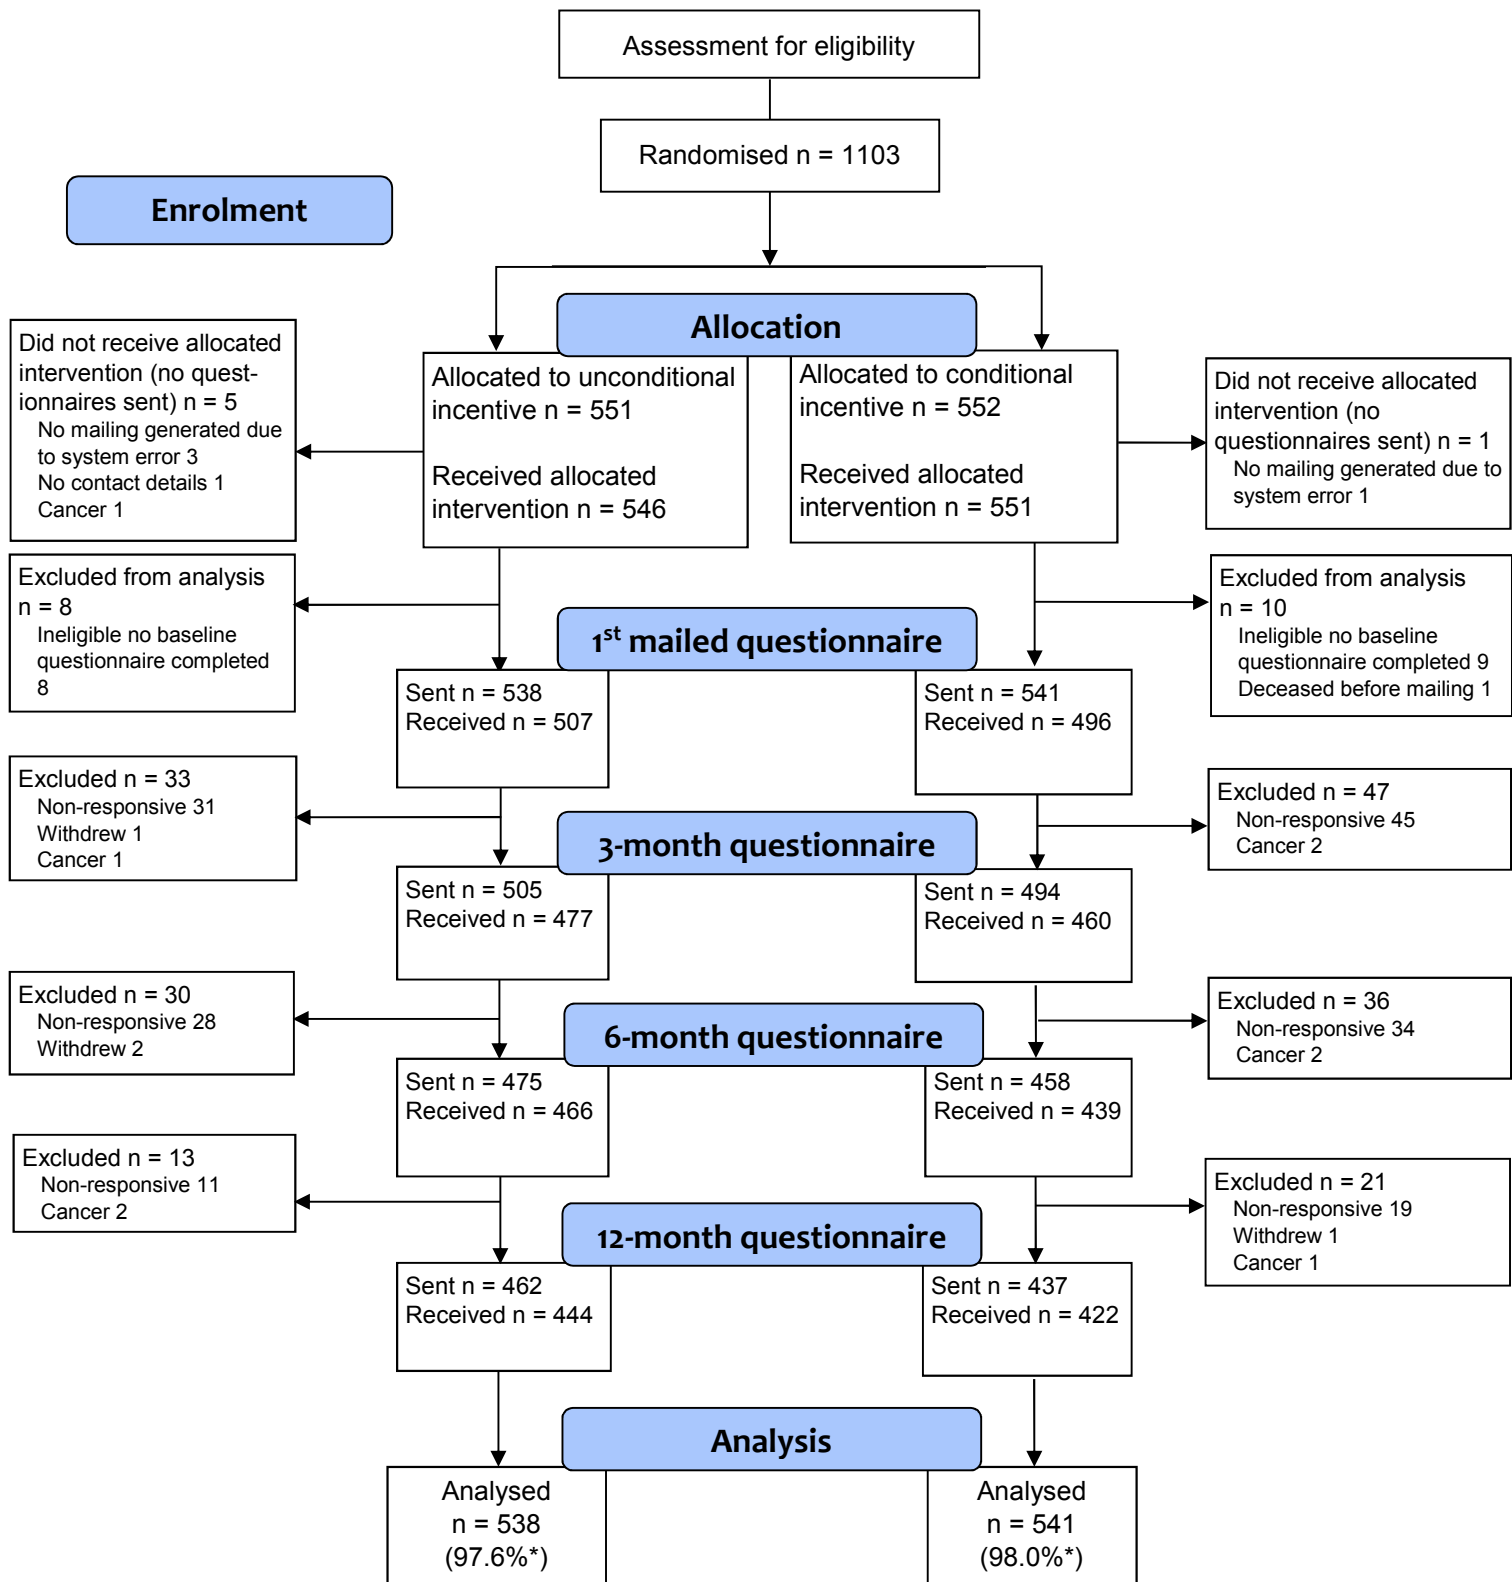 Assessment for eligibility
Randomised n = 1103
Enrolment
Allocation
Did not receive allocated
intervention (no quest-
ionnaires sent) n = 5
No mailing generated due
to system error 3
No contact details 1
Cancer 1
Allocated to unconditional
incentive n = 551
Received allocated
intervention n = 546
Allocated to conditional
incentive n = 552
Received allocated
intervention n = 551
Did not receive allocated
intervention (no
questionnaires sent) n = 1
No mailing generated due to
system error 1
Excluded from analysis
n = 8
Ineligible no baseline
questionnaire completed
8
Excluded from analysis
n = 10
Ineligible no baseline
questionnaire completed 9
Deceased before mailing 1
1st mailed questionnaire
Sent n = 538
Received n = 507
Sent n = 541
Received n = 496
Excluded n = 33
Non-responsive 31
Withdrew 1
Cancer 1
Excluded n = 47
Non-responsive 45
Cancer 2
3-month questionnaire
Sent n = 505
Received n = 477
Sent n = 494
Received n = 460
Excluded n = 30
Non-responsive 28
Withdrew 2
Excluded n = 36
Non-responsive 34
Cancer 2
6-month questionnaire
Sent n = 475
Received n = 466
Sent n = 458
Received n = 439
Excluded n = 13
Non-responsive 11
Cancer 2
Excluded n = 21
Non-responsive 19
Withdrew 1
Cancer 1
12-month questionnaire
Sent n = 462
Received n = 444
Sent n = 437
Received n = 422
Analysis
Analysed
n = 538
(97.6%*)
Analysed
n = 541
(98.0%*)